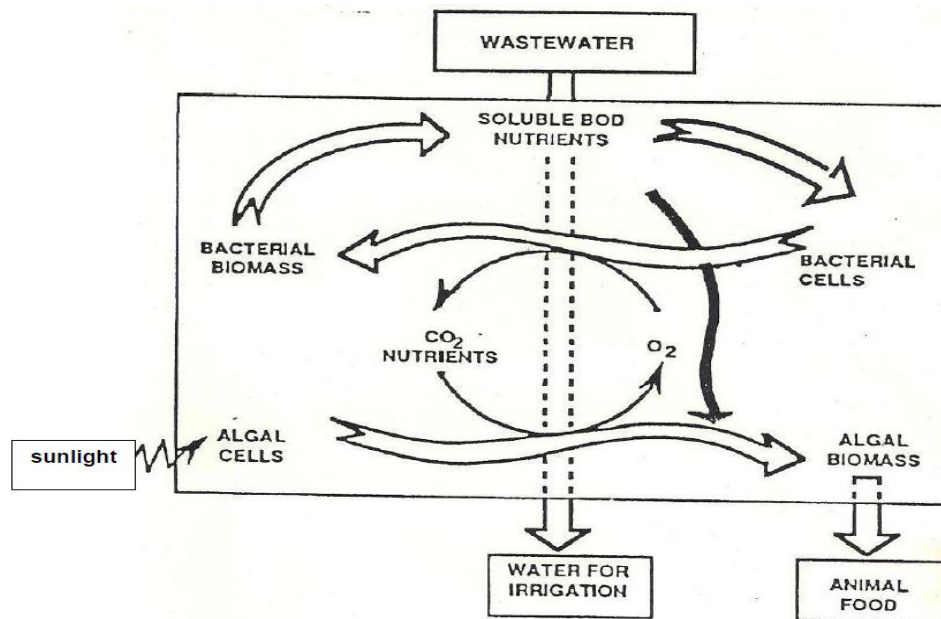 WASTEWATER
SOLUBLE BOD
NUTRIENTS
BACTERIAL
BIOMASS
BACTERIAL
CELLS
CO2
NUTRIENTS
O2
sunlight
ALGAL
CELLS
ALGAL
BIOMASS
WATER FOR
IRRIGATION
ANIMAL
FOOD